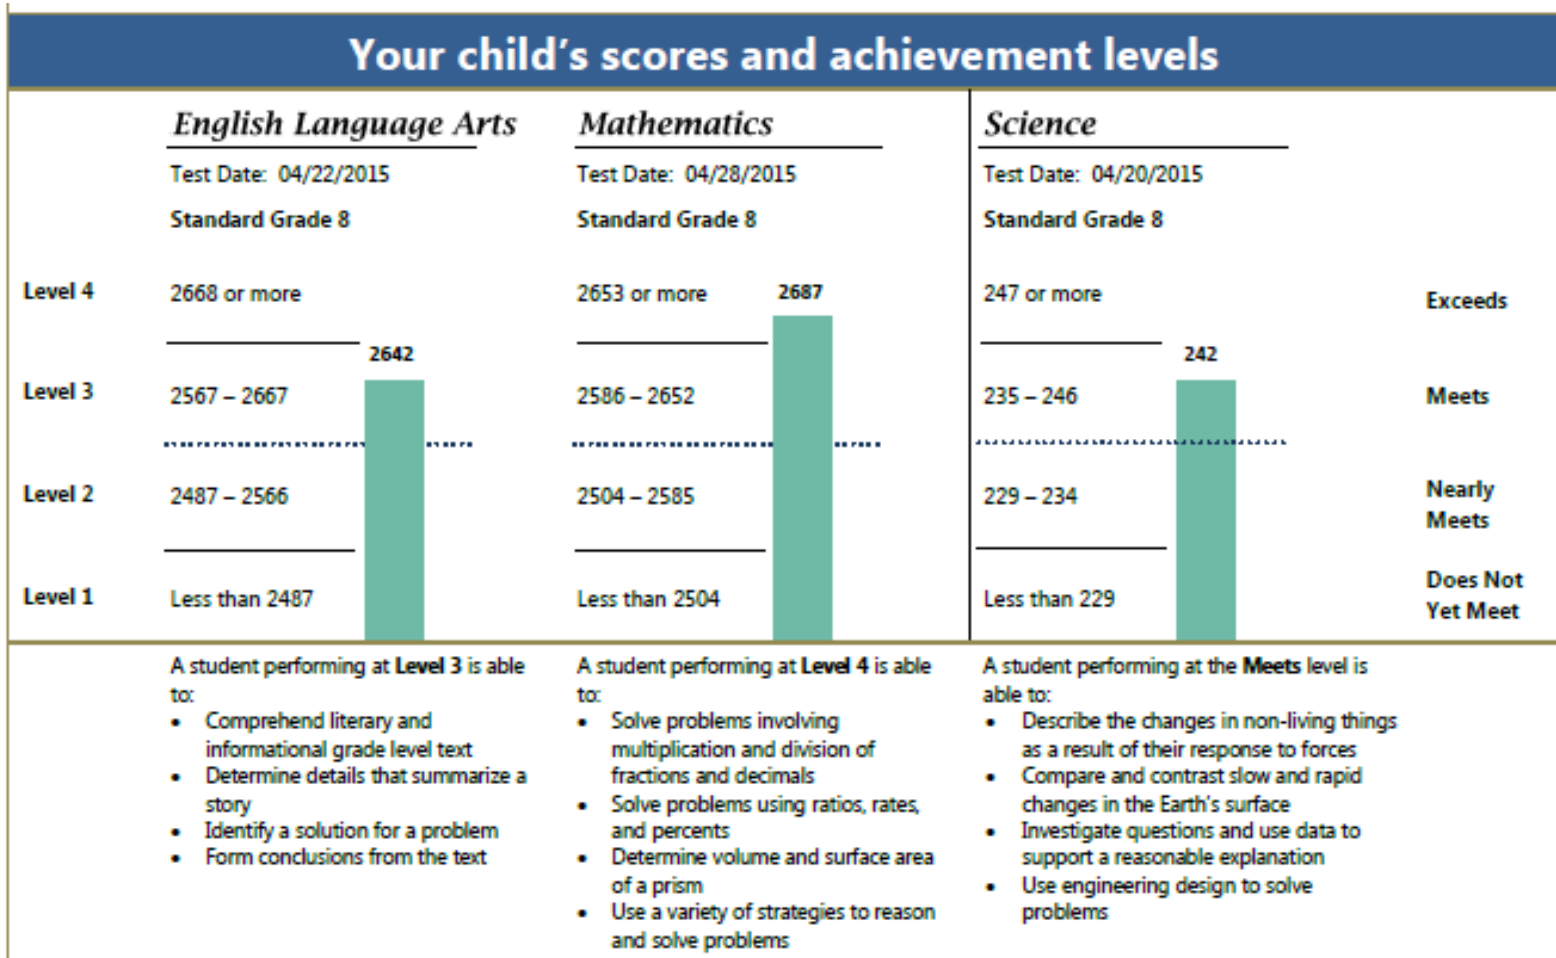 Your child's scores and achievement levels
English Language Arts
Test Date: 04/22/2015
Standard Grade 8
Mathematics
Test Date: 04/28/2015
Standard Grade 8
Science
Test Date: 04/20/2015
Standard Grade 8
Level 4
2668 or more
2653 or more
2687
247 or more
Exceeds
2642
242
Level 3
2567 – 2667
2586 – 2652
235 – 246
Meets
Level 2
2487 – 2566
2504 – 2585
229 – 234
Nearly
Meets
Level 1
Less than 2487
Less than 2504
Less than 229
Does Not
Yet Meet
A student performing at Level 3 is able
to:
• Comprehend literary and
informational grade level text
• Determine details that summarize a
story
• Identify a solution for a problem
• Form conclusions from the text
A student performing at Level 4 is able
to:
• Solve problems involving
multiplication and division of
fractions and decimals
• Solve problems using ratios, rates,
and percents
• Determine volume and surface area
of a prism
• Use a variety of strategies to reason
and solve problems
A student performing at the Meets level is
able to:
• Describe the changes in non-living things
as a result of their response to forces
• Compare and contrast slow and rapid
changes in the Earth's surface
• Investigate questions and use data to
support a reasonable explanation
• Use engineering design to solve
problems